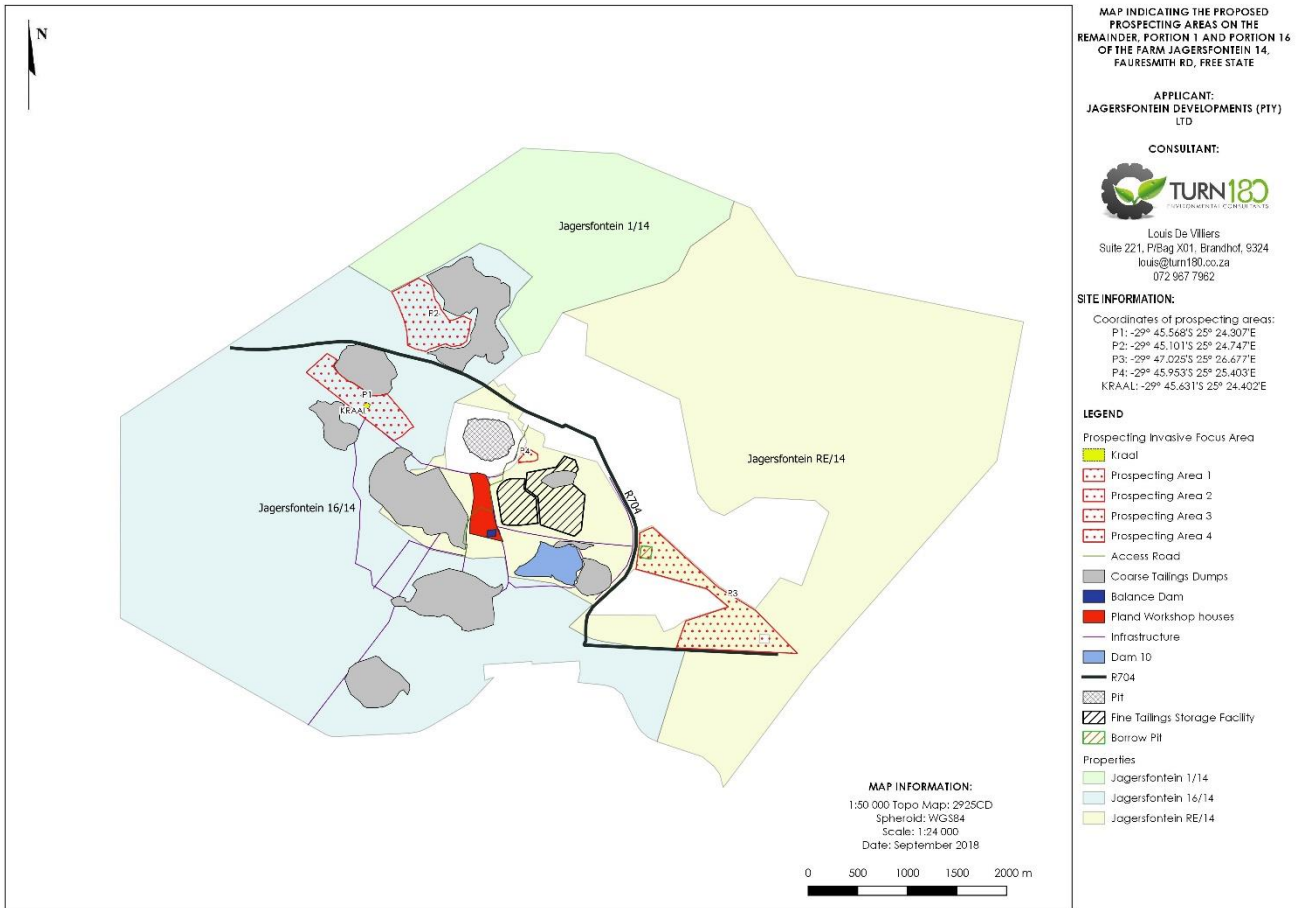 N
MAP INDICATING THE PROPOSED
PROSPECTING AREAS ON THE
REMAINDER, PORTION 1 AND PORTION 16
OF THE FARM JAGERSFONTEIN 14,
FAURESMITH RD, FREE STATE
APPLICANT:
JAGERSFONTEIN DEVELOPMENTS (PTY)
LTD
CONSULTANT:
TURN180
ENVIRONMENTAL CONSULTANTS
Louis De Villiers
Suite 221, P/Bag X01, Brandhof, 9324
louis@turn180.co.za
072 967 7962
SITE INFORMATION:
Coordinates of prospecting areas:
P1: -29° 45.568'S 25° 24.307'E
P2: -29° 45.101'S 25° 24.747'E
P3: -29° 47.025'S 25° 26.677'E
P4: -29° 45.953'S 25° 25.403'E
KRAAL: -29° 45.631'S 25° 24.402'E
LEGEND
Prospecting Invasive Focus Area
Kraal
Prospecting Area 1
Prospecting Area 2
Prospecting Area 3
Prospecting Area 4
Access Road
Coarse Tailings Dumps
Balance Dam
Pland Workshop houses
Infrastructure
Dam 10
R704
Pit
Fine Tailings Storage Facility
Borrow Pit
Properties
Jagersfontein 1/14
Jagersfontein 16/14
Jagersfontein RE/14
Jagersfontein 1/14
P2
P1
KRAAL
P4
Jagersfontein RE/14
Jagersfontein 16/14
R704
P3
MAP INFORMATION:
1:50 000 Topo Map: 2925CD
Spheroid: WGS84
Scale: 1:24 000
Date: September 2018
0 500 1000 1500 2000 m